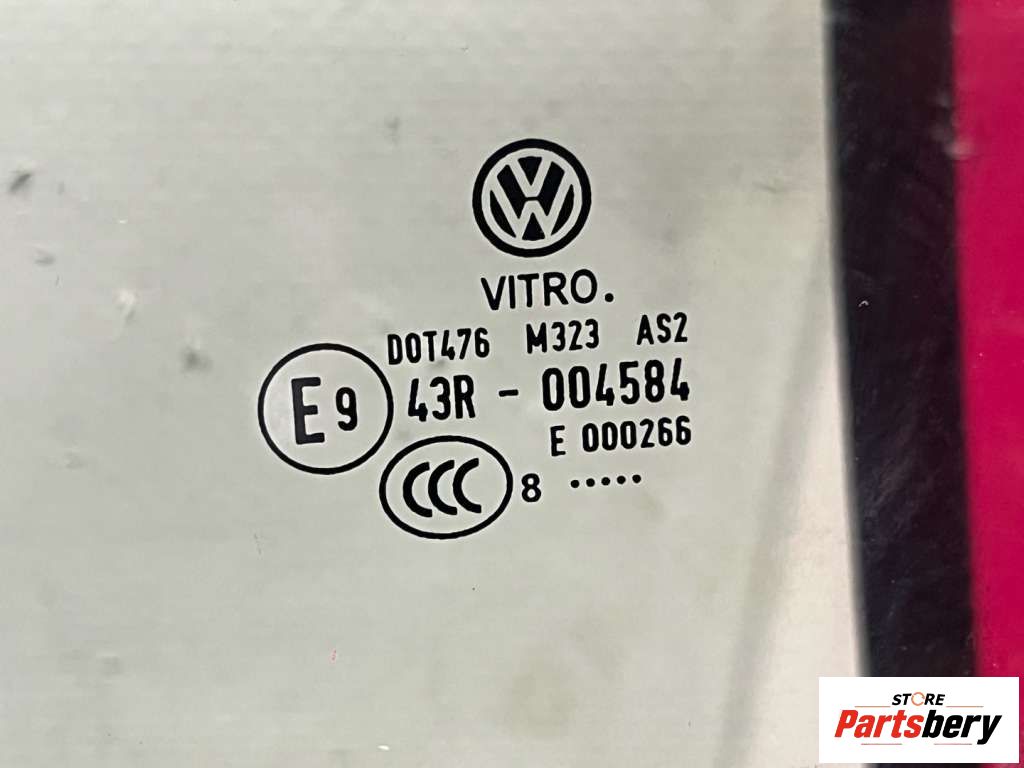 VITRO.
DOT476 M323 AS2
E9 43R - 004584
E 000266
CCC 8 .....
STORE
Partsbery